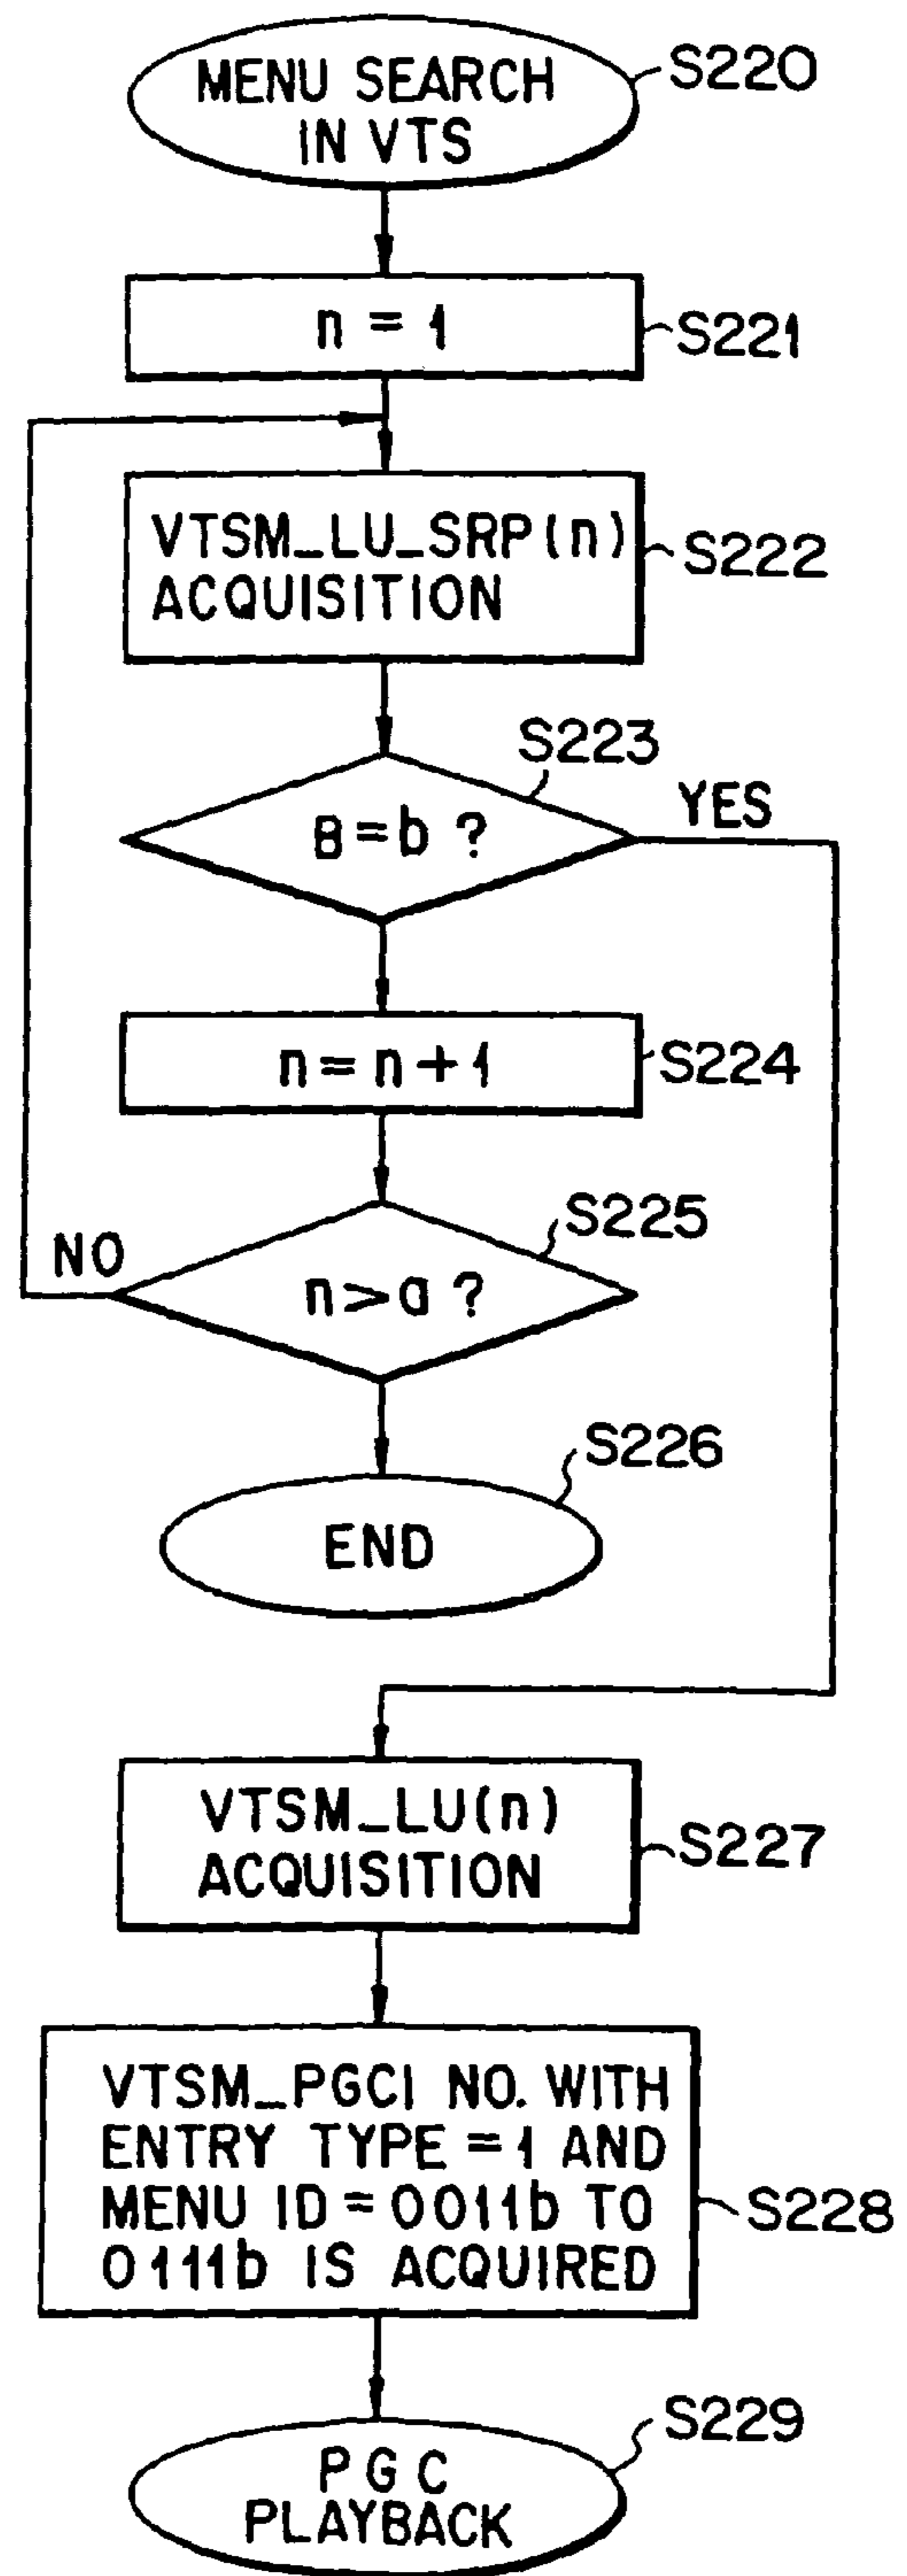 MENU SEARCH
IN VTS
S220
n = 1
S221
VTSM_LU_SRP(n)
ACQUISITION
S222
S223
B=b ?
YES
n=n+1
S224
S225
NO
n>a ?
S226
END
VTSM_LU(n)
ACQUISITION
S227
VTSM_PGCI NO. WITH
ENTRY TYPE=1 AND
MENU ID=0011b TO
0111b IS ACQUIRED
S228
S229
PGC
PLAYBACK